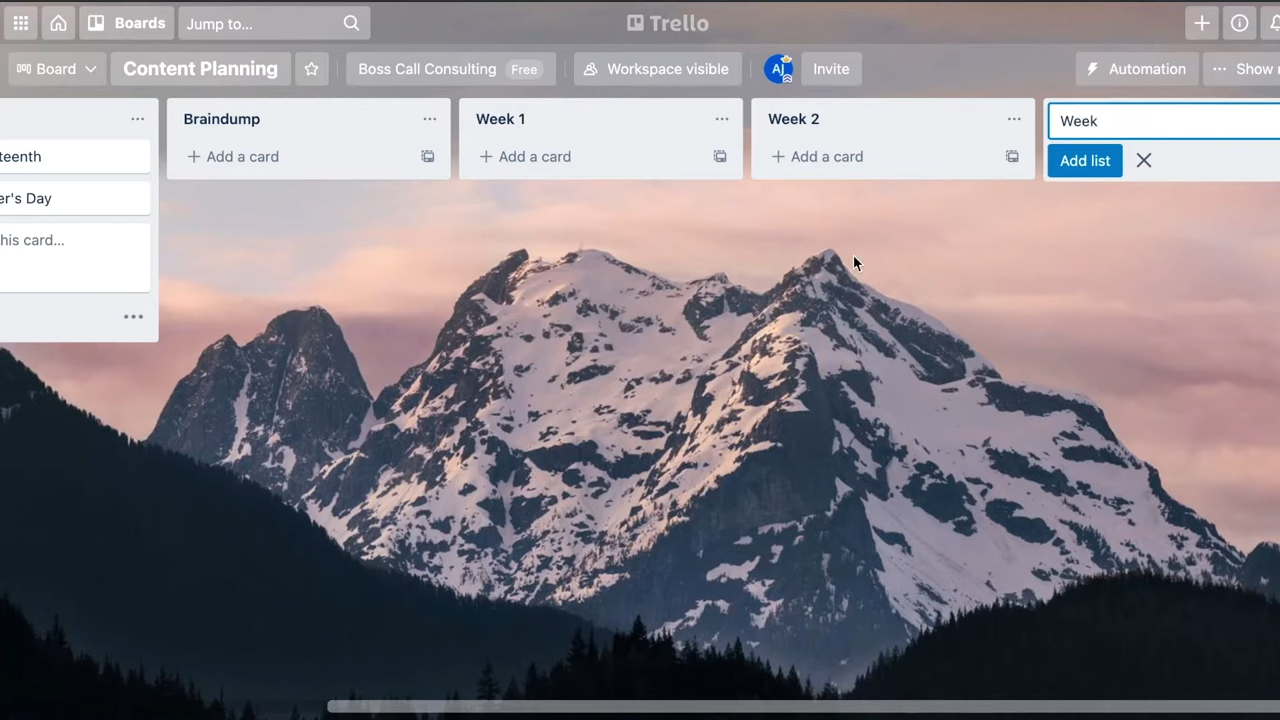 Boards
Jump to...
Trello
Board
Content Planning
Boss Call Consulting Free
Workspace visible
AJ
Invite
Automation
Show
teenth
er's Day
his card...
Braindump
Add a card
Week 1
Add a card
Week 2
Add a card
Week
Add list